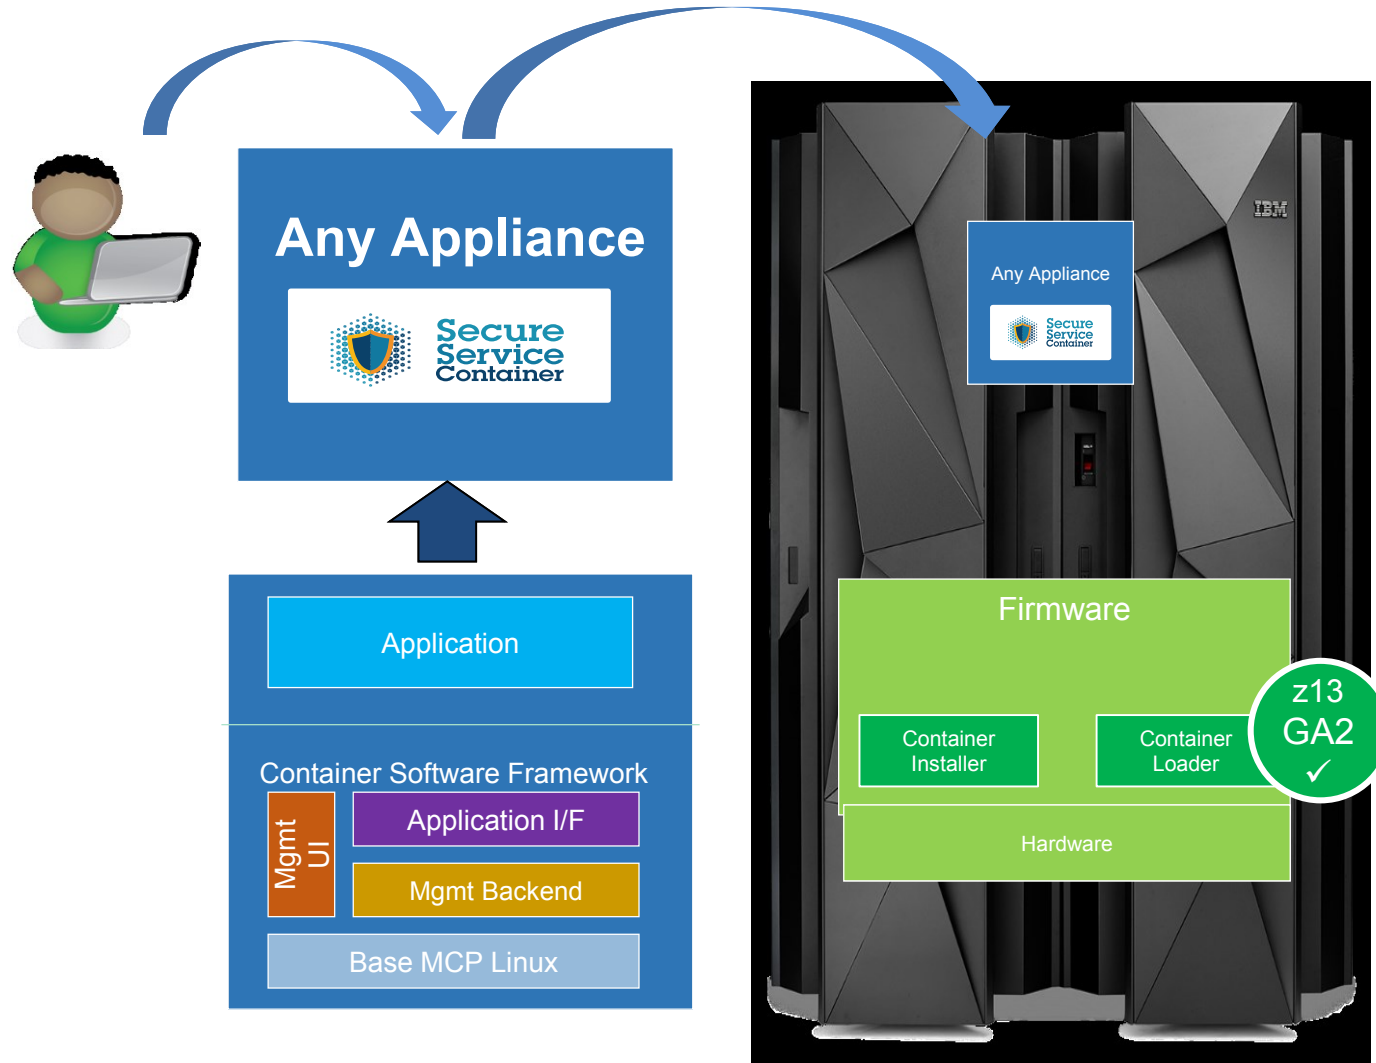 Any Appliance
Secure
Service
Container
Application
Container Software Framework
Mgmt
UI
Application I/F
Mgmt Backend
Base MCP Linux
IBM
Any Appliance
Secure
Service
Container
Firmware
Container
Installer
Container
Loader
z13
GA2
✓
Hardware